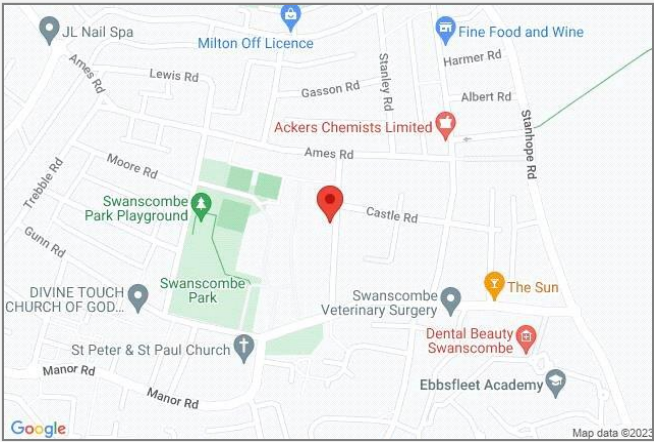 JL Nail Spa
Milton Off Licence
Fine Food and Wine
Ames Rd
Lewis Rd
Stanley Rd
Harmer Rd
Gasson Rd
Albert Rd
Stanhope Rd
Ackers Chemists Limited
Ames Rd
Moore Rd
Trebble Rd
Swanscombe
Park Playground
Castle Rd
Gunn Rd
Swanscombe
Park
DIVINE TOUCH
CHURCH OF GOD...
Swanscombe
Veterinary Surgery
The Sun
Dental Beauty
Swanscombe
St Peter & St Paul Church
Manor Rd
Manor Rd
Ebbsfleet Academy
Google
Map data ©2023